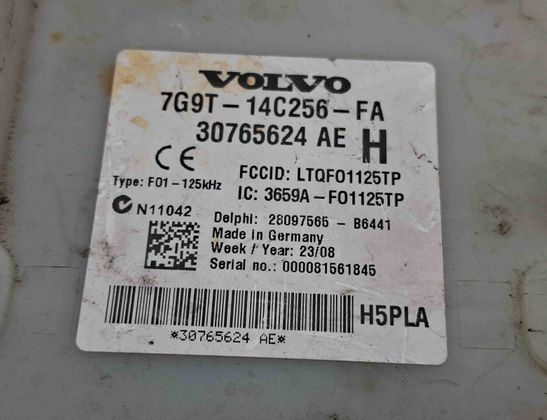 VOLVO
7G9T-14C256-FA
30765624 AE H
CE
FCCID: LTQFO1125TP
Type: FO1-125kHz
IC: 3659A-FO1125TP
N11042
Delphi: 28097565 - B6441
Made in Germany
Week / Year: 23/08
Serial no.: 000081561845
H5PLA
*30765624 AE*